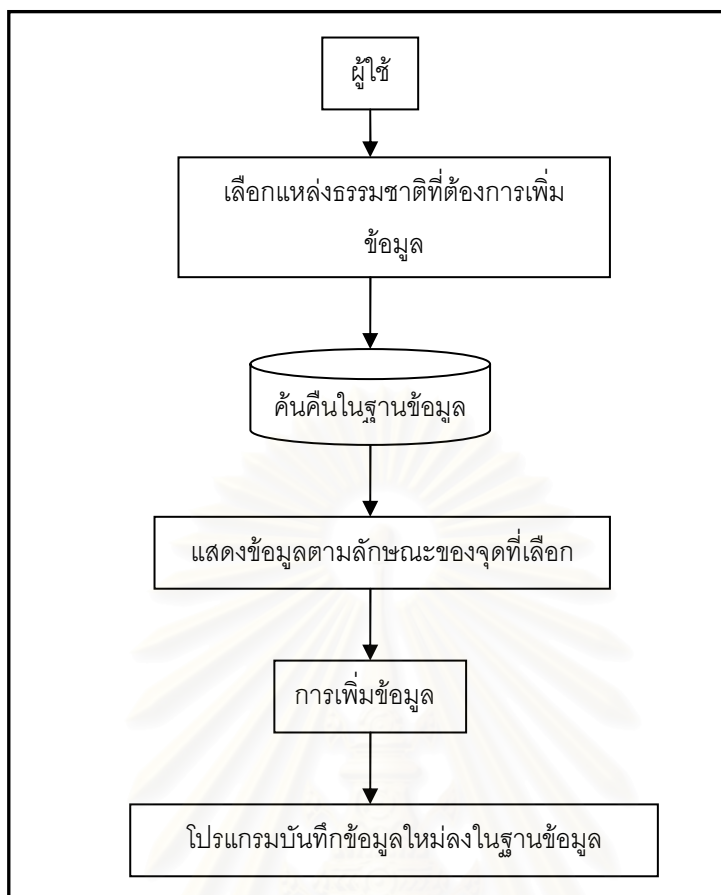 ผู้ใช้
เลือกแหล่งธรรมชาติที่ต้องการเพิ่ม
ข้อมูล
ค้นคืนในฐานข้อมูล
แสดงข้อมูลตามลักษณะของจุดที่เลือก
การเพิ่มข้อมูล
โปรแกรมบันทึกข้อมูลใหม่ลงในฐานข้อมูล